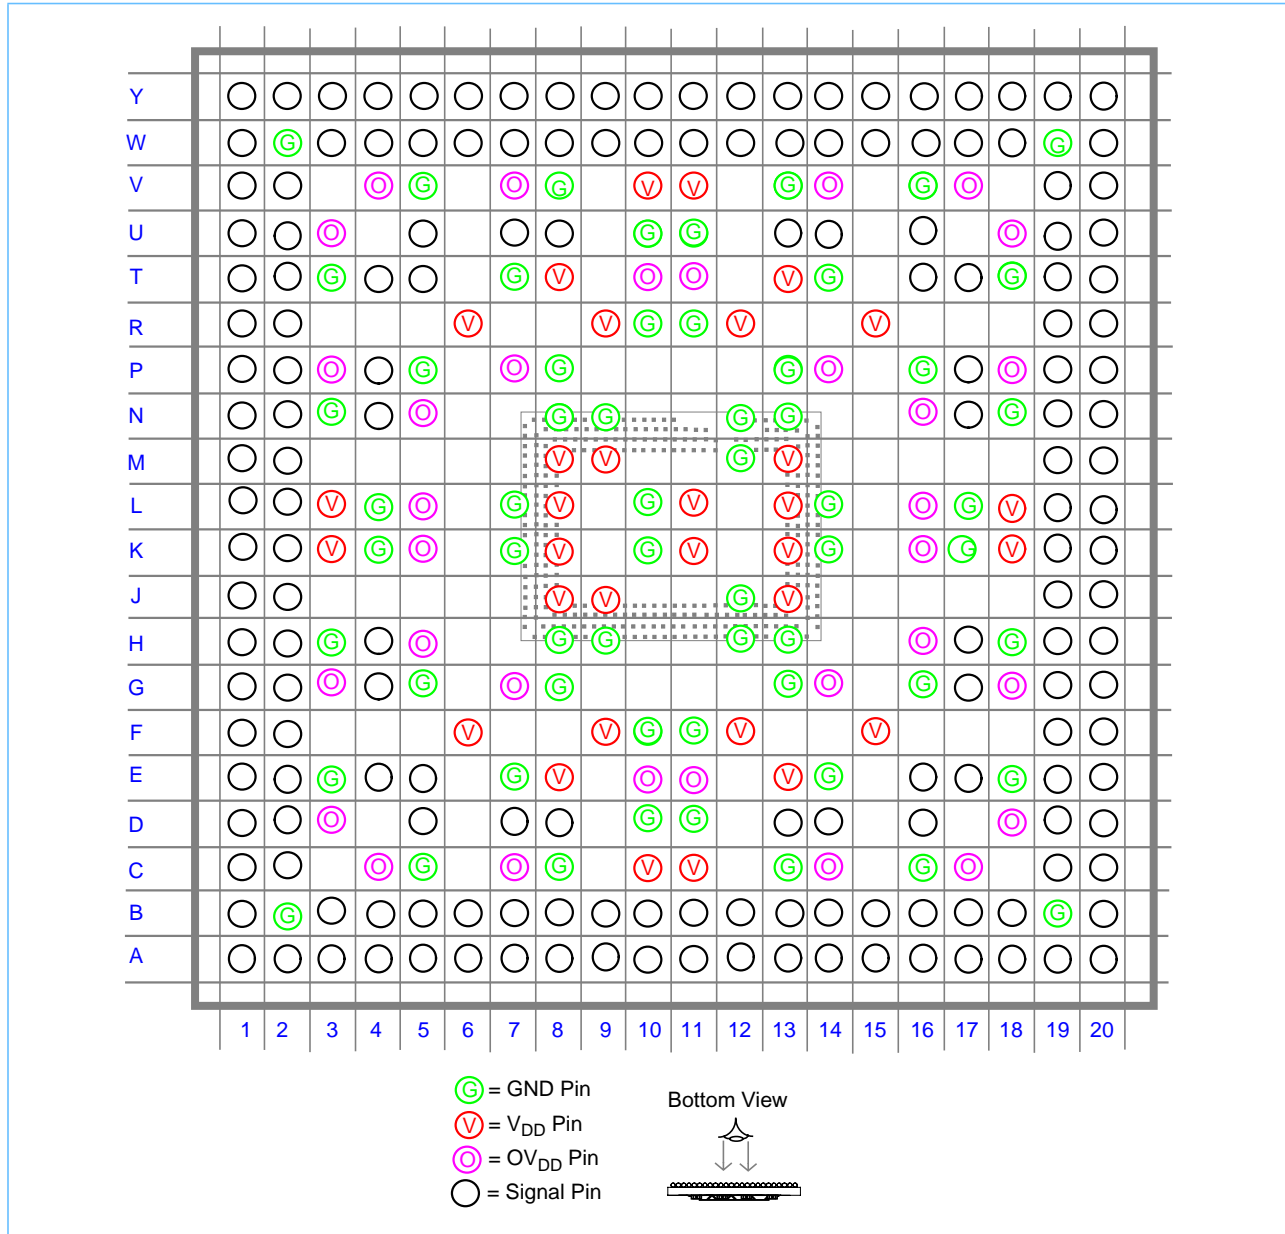 Y
W G G
V O G O G V V G O G O
U O G G O
T G V O O V G G
R V V G G V V
P O G O G G O G O
N G O G G G G O G
M V V G V
L V G O G V G V V G O G V
K V G O G V G V V G O G V
J V V G V
H G O G G G G O G
G O G O G G O G O
F V V G G V V
E G V O O V G G
D O G G O
C O G O G V V G O G O
B G G
A
1 2 3 4 5 6 7 8 9 10 11 12 13 14 15 16 17 18 19 20
G = GND Pin
V = VDD Pin
O = OVDD Pin
= Signal Pin
Bottom View